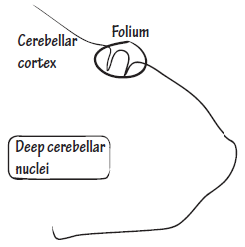 Folium
Cerebellar
cortex
Deep cerebellar
nuclei